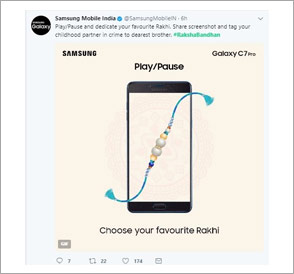 Samsung Mobile India @SamsungMobileIN · 6h
Play/Pause and dedicate your favourite Rakhi. Share screenshot and tag your
childhood partner in crime to dearest brother. #RakshaBandhan
SAMSUNG
Galaxy C7 Pro
Play/Pause
Choose your favourite Rakhi
GIF
7 22 174